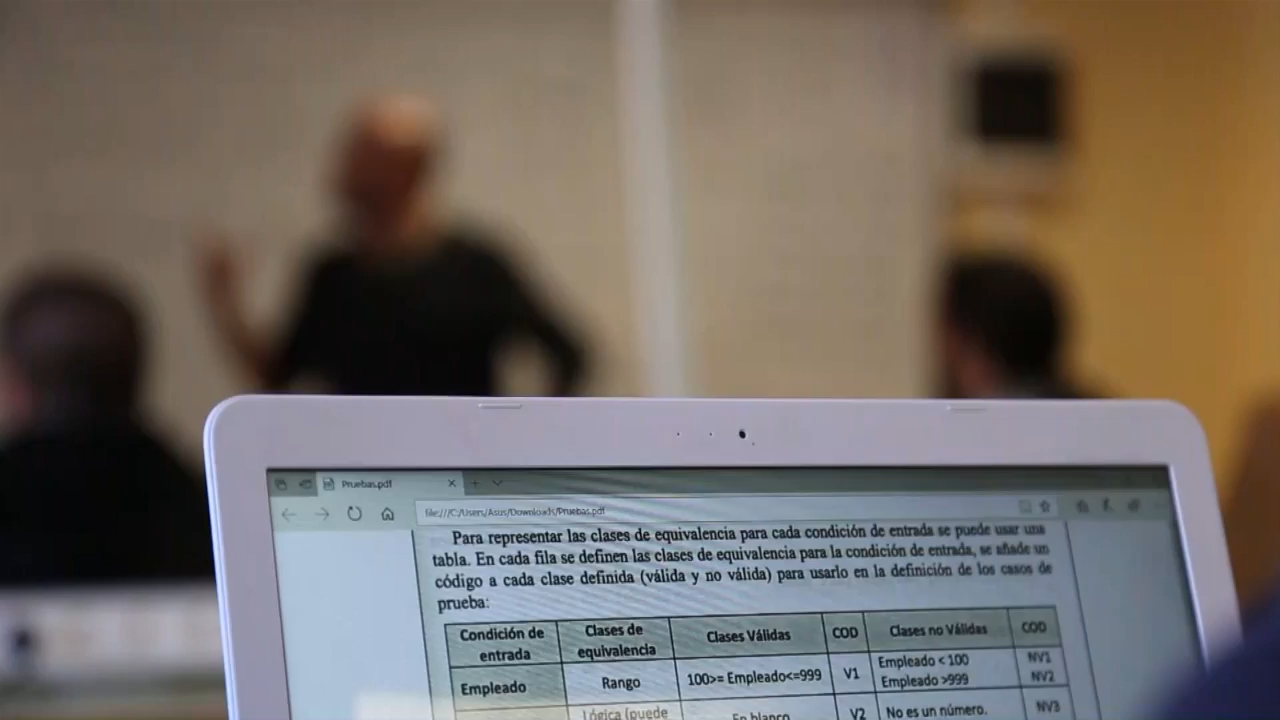 Pruebas.pdf
file:///C:/Users/Asus/Downloads/Pruebas.pdf
Para representar las clases de equivalencia para cada condición de entrada se puede usar una
tabla. En cada fila se definen las clases de equivalencia para la condición de entrada, se añade un
código a cada clase definida (válida y no válida) para usarlo en la definición de los casos de
prueba:
Condición de entrada
Clases de equivalencia
Clases Válidas
COD
Clases no Válidas
COD
Empleado
Rango
100>= Empleado<=999
V1
Empleado < 100
Empleado >999
NV1
NV2
Lógica (puede
En blanco
V2
No es un número.
NV3